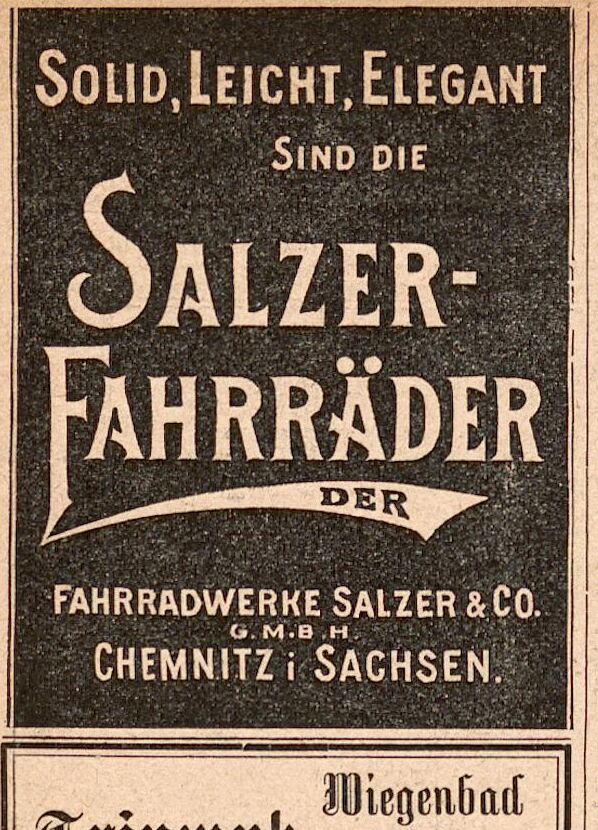 SOLID, LEICHT, ELEGANT
SIND DIE
SALZER-
FAHRRÄDER
DER
FAHRRADWERKE SALZER & CO.
G.M.B H.
CHEMNITZ i SACHSEN.
Wiegenbad